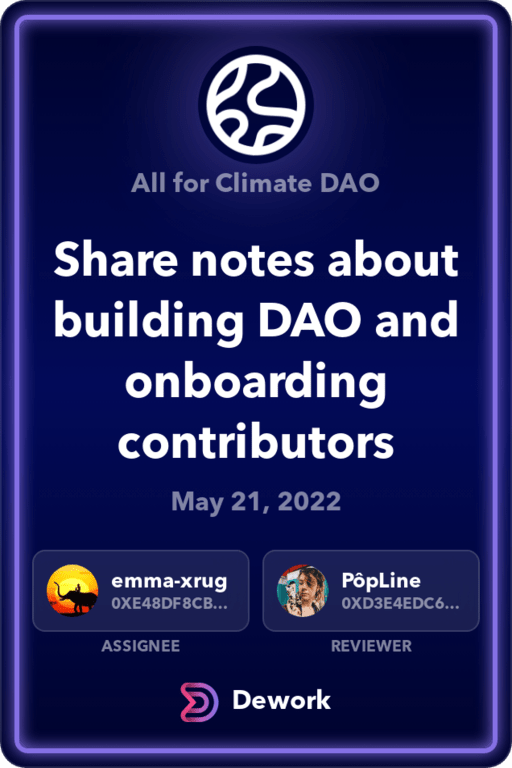 All for Climate DAO
Share notes about
building DAO and
onboarding
contributors
May 21, 2022
emma-xrug
0XE48DF8CB...
ASSIGNEE
PôpLine
0XD3E4EDC6...
REVIEWER
Dework